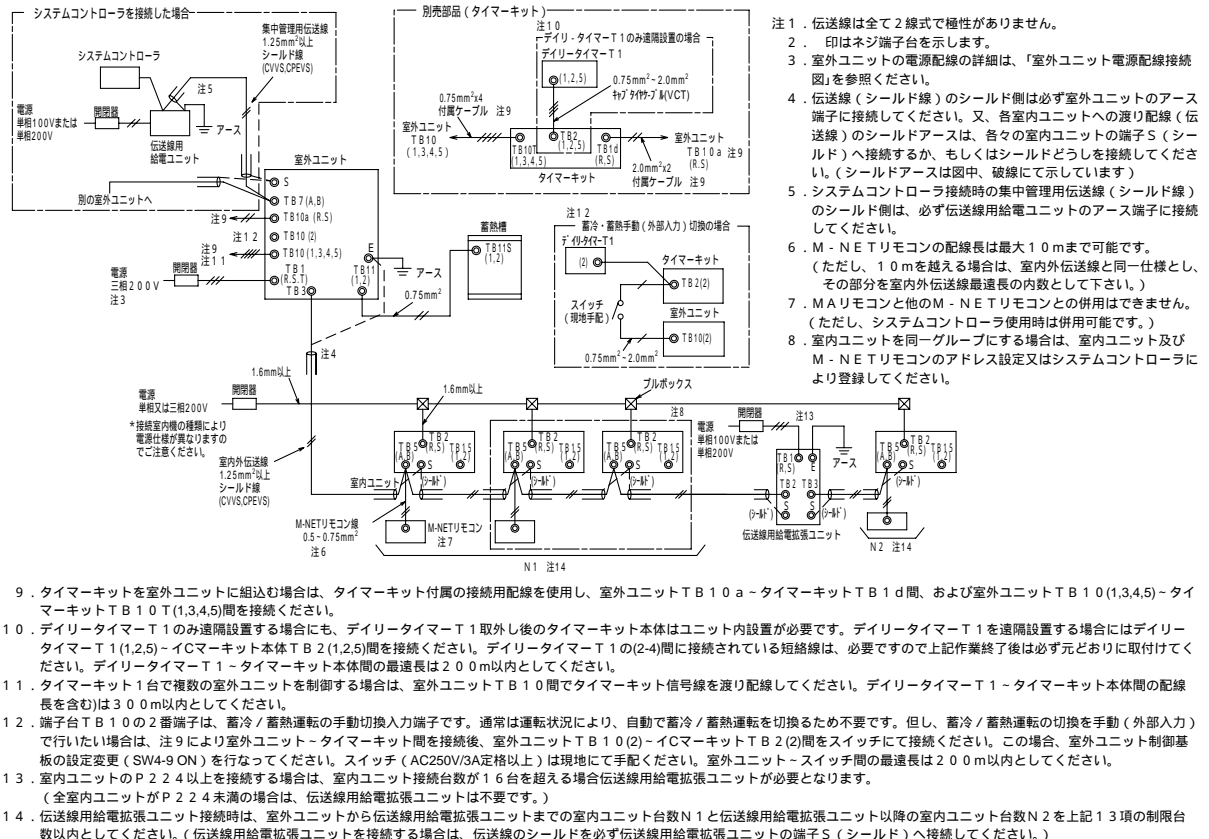 システムコントローラを接続した場合
システムコントローラ
集中管理用伝送線
1.25mm²以上
シールド線
(CVVS,CPEVS)
注5
電源
単相100Vまたは
単相200V
開閉器
アース
伝送線用
給電ユニット
別の室外ユニットへ
室外ユニット
S
TB7(A,B)
注9
TB10a (R,S)
注12
TB10(2)
注9
注11
TB10(1,3,4,5)
電源
三相200V
注3
開閉器
TB1
(R.S.T)
TB3
E
TB11
(1,2)
アース
0.75mm²
蓄熱槽
TB11S
(1,2)
別売部品(タイマーキット)
注10
デイリ-タイマーT1のみ遠隔設置の場合
デイリータイマーT1
(1,2,5)
0.75mm²~2.0mm²
キャブタイヤケーブル(VCT)
0.75mm²x4
付属ケーブル 注9
室外ユニット
TB10
(1,3,4,5)
TB10T
(1,3,4,5)
TB2
(1,2,5)
TB1d
(R,S)
タイマーキット
室外ユニット
TB10a 注9
(R.S)
2.0mm²x2
付属ケーブル 注9
注12
蓄冷・蓄熱手動(外部入力)切換の場合
デイリ-タイマ-T1
(2)
タイマーキット
TB2(2)
スイッチ
(現地手配)
室外ユニット
TB10(2)
0.75mm²~2.0mm²
注4
1.6mm以上
電源
単相又は三相200V
開閉器
*接続室内機の種類により
電源仕様が異なりますの
でご注意ください。
室内外伝送線
1.25mm²以上
シールド線
(CVVS,CPEVS)
1.6mm以上
プルボックス
注8
TB5
(A,B)
TB2
(R,S)
TB15
(1,2)
S
(シールド)
室内ユニット
TB5
(A,B)
TB2
(R,S)
TB15
(1,2)
S
(シールド)
TB5
(A,B)
TB2
(R,S)
TB15
(1,2)
S
(シールド)
M-NETリモコン線
0.5~0.75mm²
注6
M-NETリモコン
注7
N1 注14
電源
単相100Vまたは
単相200V
開閉器
注13
アース
TB1
(R,S)
E
TB2
TB3
S
S
(シールド)
(シールド)
伝送線用給電拡張ユニット
TB5
(A,B)
TB2
(R,S)
TB15
(1,2)
S
(シールド)
N2 注14
注1.伝送線は全て2線式で極性がありません。
2. 印はネジ端子台を示します。
3.室外ユニットの電源配線の詳細は、「室外ユニット電源配線接続
図」を参照ください。
4.伝送線(シールド線)のシールド側は必ず室外ユニットのアース
端子に接続してください。又、各室内ユニットへの渡り配線(伝
送線)のシールドアースは、各々の室内ユニットの端子S(シー
ルド)へ接続するか、もしくはシールドどうしを接続してくださ
い。(シールドアースは図中、破線にて示しています)
5.システムコントローラ接続時の集中管理用伝送線(シールド線)
のシールド側は、必ず伝送線用給電ユニットのアース端子に接続
してください。
6.M-NETリモコンの配線長は最大10mまで可能です。
(ただし、10mを越える場合は、室内外伝送線と同一仕様とし、
その部分を室内外伝送線最遠長の内数として下さい。)
7.MAリモコンと他のM-NETリモコンとの併用はできません。
(ただし、システムコントローラ使用時は併用可能です。)
8.室内ユニットを同一グループにする場合は、室内ユニット及び
M-NETリモコンのアドレス設定又はシステムコントローラに
より登録してください。
9.タイマーキットを室外ユニットに組込む場合は、タイマーキット付属の接続用配線を使用し、室外ユニットTB10a~タイマーキットTB1d間、および室外ユニットTB10(1,3,4,5)~タイ
マーキットTB10T(1,3,4,5)間を接続ください。
10.デイリータイマーT1のみ遠隔設置する場合にも、デイリータイマーT1取外し後のタイマーキット本体はユニット内設置が必要です。デイリータイマーT1を遠隔設置する場合にはデイリー
タイマーT1(1,2,5)~イCマーキット本体TB2(1,2,5)間を接続ください。デイリータイマーT1の(2-4)間に接続されている短絡線は、必要ですので上記作業終了後は必ず元どおりに取付けてく
ださい。デイリータイマーT1~タイマーキット本体間の最遠長は200m以内としてください。
11.タイマーキット1台で複数の室外ユニットを制御する場合は、室外ユニットTB10間でタイマーキット信号線を渡り配線してください。デイリータイマーT1~タイマーキット本体間の配線
長を含む)は300m以内としてください。
12.端子台TB10の2番端子は、蓄冷/蓄熱運転の手動切換入力端子です。通常は運転状況により、自動で蓄冷/蓄熱運転を切換るため不要です。但し、蓄冷/蓄熱運転の切換を手動(外部入力)
で行いたい場合は、注9により室外ユニット~タイマーキット間を接続後、室外ユニットTB10(2)~イCマーキットTB2(2)間をスイッチにて接続ください。この場合、室外ユニット制御基
板の設定変更(SW4-9 ON)を行なってください。スイッチ(AC250V/3A定格以上)は現地にて手配ください。室外ユニット~スイッチ間の最遠長は200m以内としてください。
13.室内ユニットのP224以上を接続する場合は、室内ユニット接続台数が16台を超える場合伝送線用給電拡張ユニットが必要となります。
(全室内ユニットがP224未満の場合は、伝送線用給電拡張ユニットは不要です。)
14.伝送線用給電拡張ユニット接続時は、室外ユニットから伝送線用給電拡張ユニットまでの室内ユニット台数N1と伝送線用給電拡張ユニット以降の室内ユニット台数N2を上記13項の制限台
数以内としてください。(伝送線用給電拡張ユニットを接続する場合は、伝送線のシールドを必ず伝送線用給電拡張ユニットの端子S(シールド)へ接続してください。)